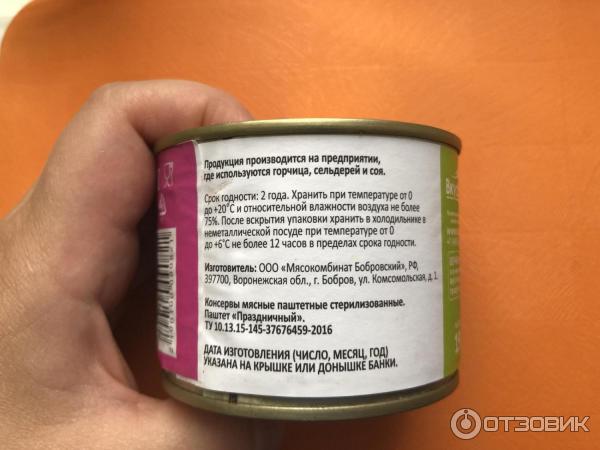 Продукция производится на предприятии,
где используются горчица, сельдерей и соя.
Срок годности: 2 года. Хранить при температуре от 0
до +20°С и относительной влажности воздуха не более
75%. После вскрытия упаковки хранить в холодильнике в
неметаллической посуде при температуре от 0
до +6°С не более 12 часов в пределах срока годности.
Изготовитель: ООО «Мясокомбинат Бобровский», РФ,
397700, Воронежская обл., г. Бобров, ул. Комсомольская, д. 1
Консервы мясные паштетные стерилизованные.
Паштет «Праздничный».
ТУ 10.13.15-145-37676459-2016
ДАТА ИЗГОТОВЛЕНИЯ (ЧИСЛО, МЕСЯЦ, ГОД)
УКАЗАНА НА КРЫШКЕ ИЛИ ДОНЫШКЕ БАНКИ.
ОТЗОВИК